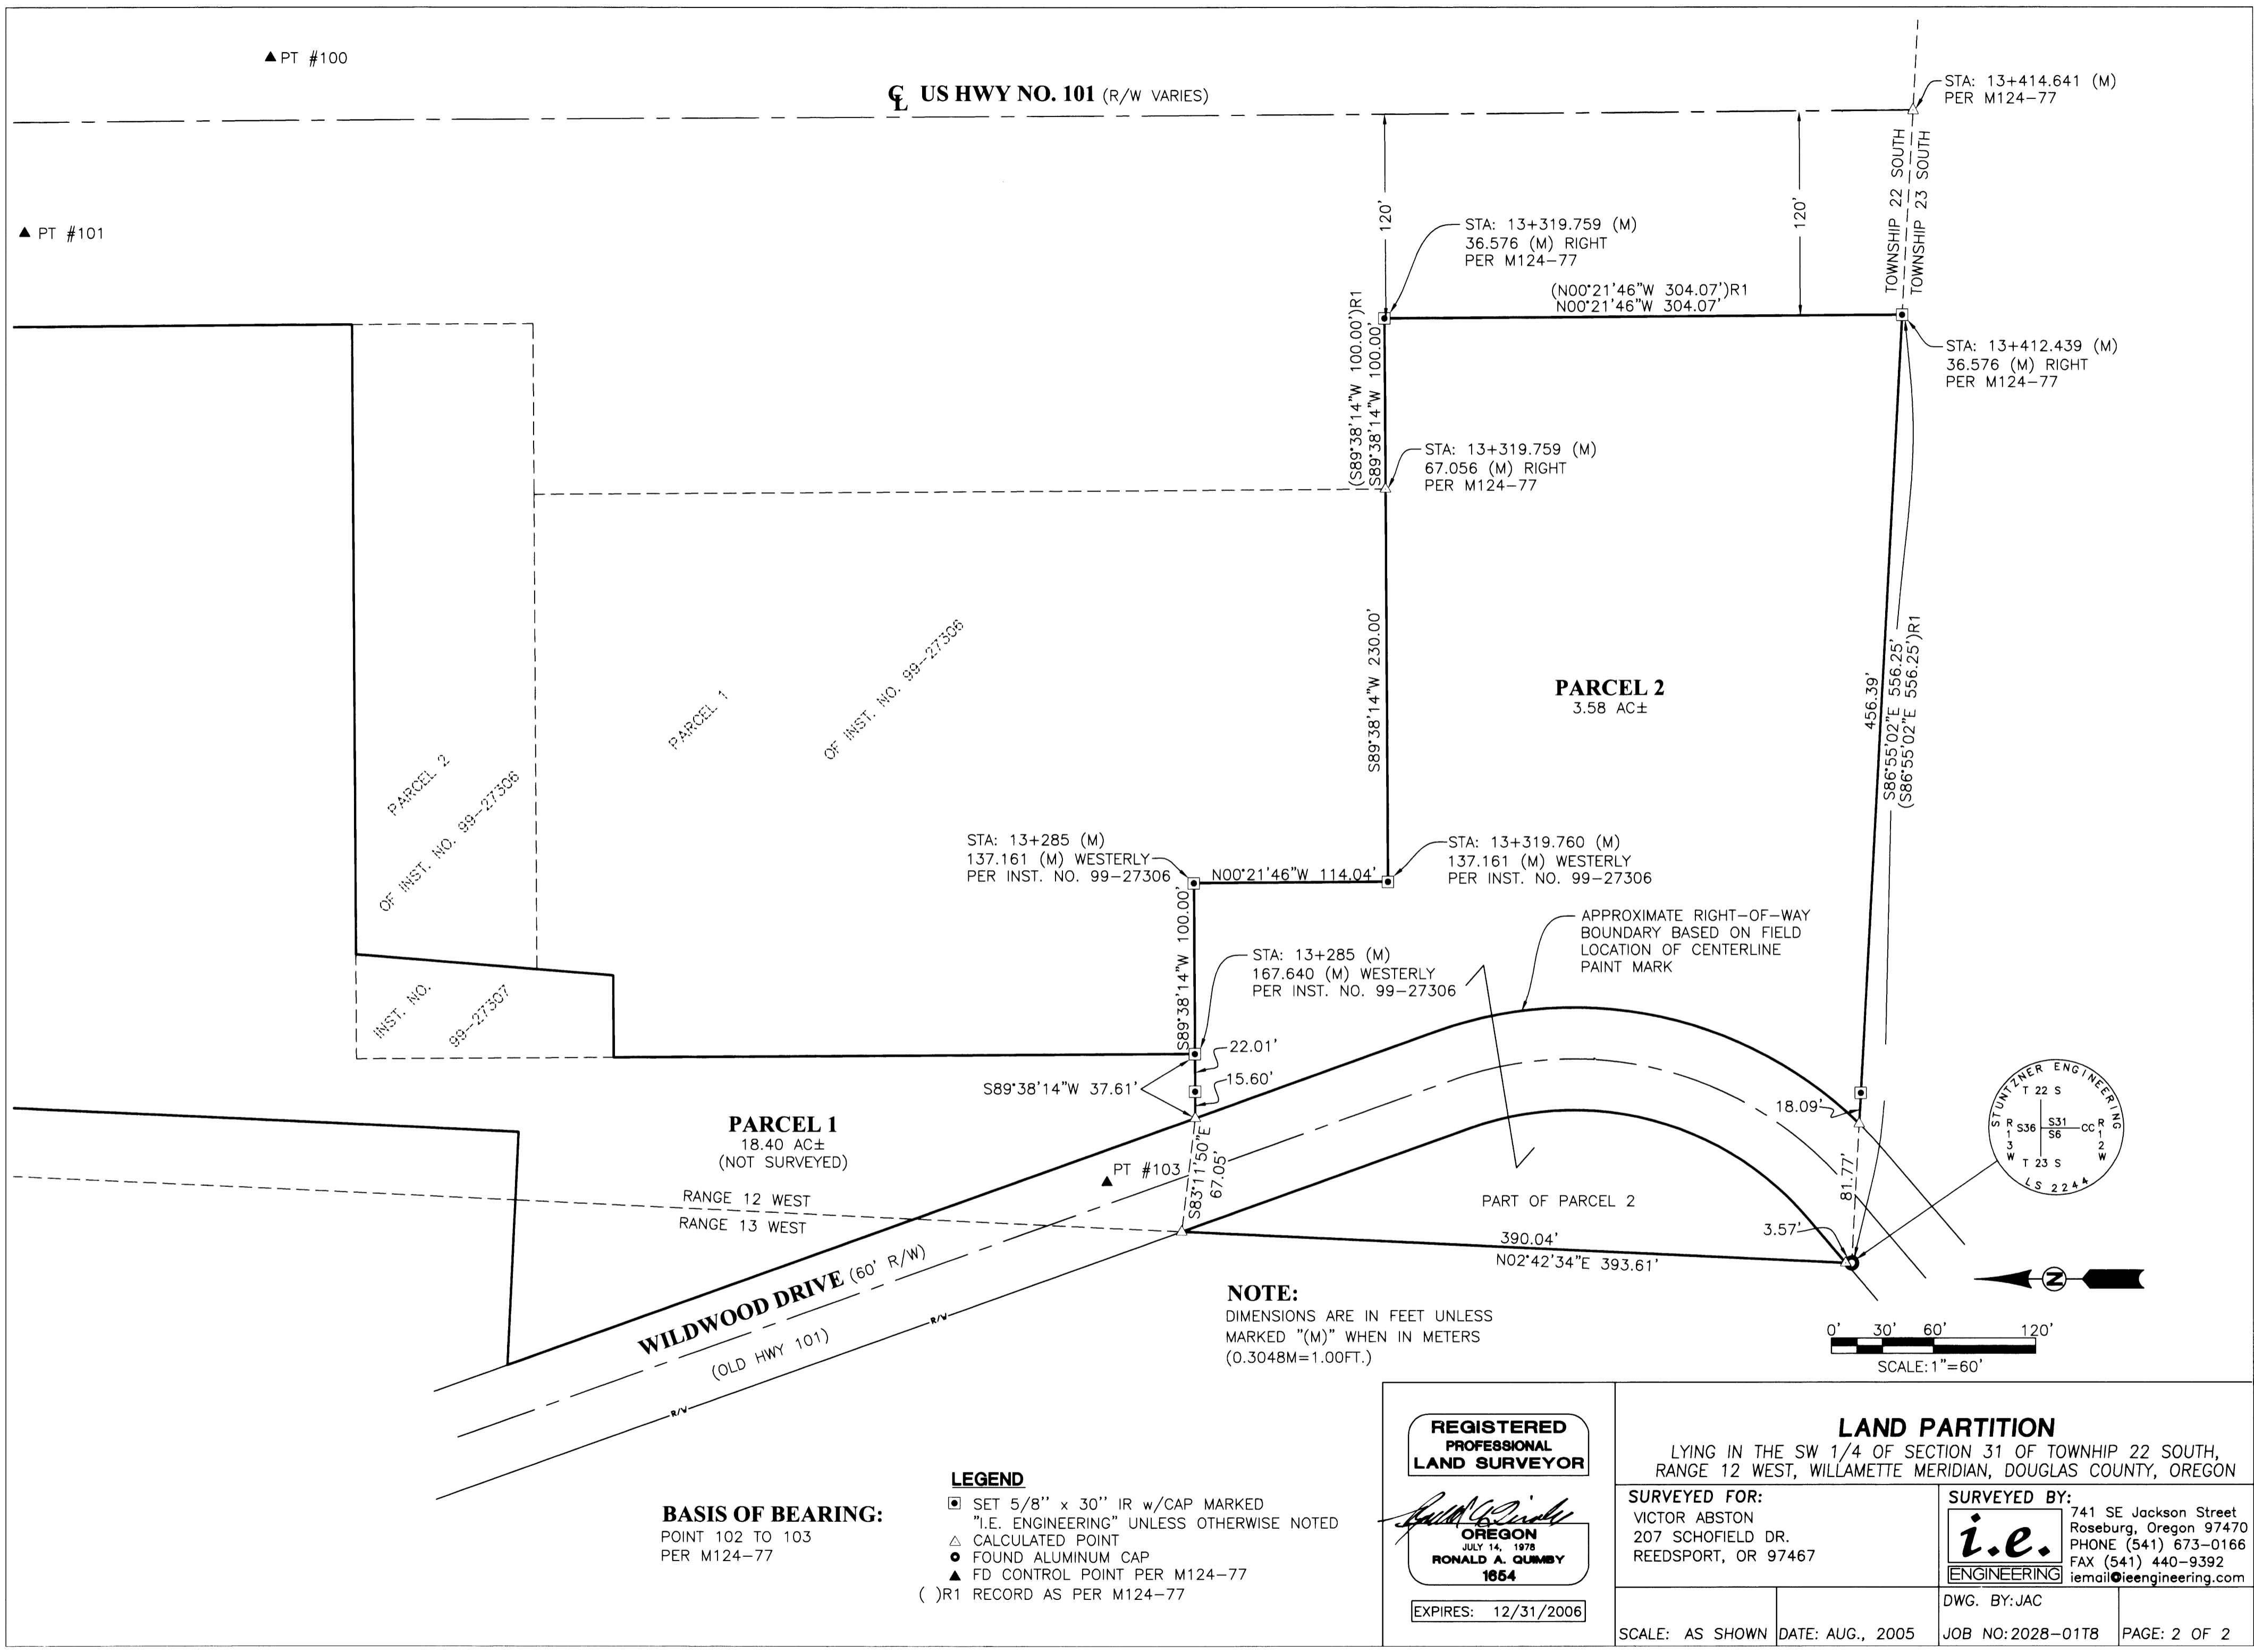 PT #100
℄ US HWY NO. 101 (R/W VARIES)
STA: 13+414.641 (M)
PER M124-77
TOWNSHIP 22 SOUTH
TOWNSHIP 23 SOUTH
PT #101
120'
120'
STA: 13+319.759 (M)
36.576 (M) RIGHT
PER M124-77
(N00°21'46"W 304.07')R1
N00°21'46"W 304.07'
STA: 13+412.439 (M)
36.576 (M) RIGHT
PER M124-77
(S89°38'14"W 100.00')R1
S89°38'14"W 100.00'
STA: 13+319.759 (M)
67.056 (M) RIGHT
PER M124-77
S89°38'14"W 230.00'
PARCEL 2
3.58 AC±
456.39'
S86°55'02"E 556.25'
(S86°55'02"E 556.25')R1
PARCEL 1
OF INST. NO. 99-27306
PARCEL 2
OF INST. NO. 99-27306
INST. NO.
99-27307
STA: 13+285 (M)
137.161 (M) WESTERLY
PER INST. NO. 99-27306
N00°21'46"W 114.04'
STA: 13+319.760 (M)
137.161 (M) WESTERLY
PER INST. NO. 99-27306
S89°38'14"W 100.00'
APPROXIMATE RIGHT-OF-WAY
BOUNDARY BASED ON FIELD
LOCATION OF CENTERLINE
PAINT MARK
STA: 13+285 (M)
167.640 (M) WESTERLY
PER INST. NO. 99-27306
22.01'
15.60'
S89°38'14"W 37.61'
18.09'
PARCEL 1
18.40 AC±
(NOT SURVEYED)
PT #103
S83°11'50"E
67.05'
81.77'
STUNTZNER ENGINEERING
T 22 S
R13W
S36
S31
S6
CC
R12W
T 23 S
LS 2244
RANGE 12 WEST
RANGE 13 WEST
PART OF PARCEL 2
3.57'
390.04'
N02°42'34"E 393.61'
WILDWOOD DRIVE (60' R/W)
(OLD HWY 101)
R/W
R/W
N
NOTE:
DIMENSIONS ARE IN FEET UNLESS
MARKED "(M)" WHEN IN METERS
(0.3048M=1.00FT.)
0' 30' 60' 120'
SCALE:1"=60'
BASIS OF BEARING:
POINT 102 TO 103
PER M124-77
LEGEND
SET 5/8'' x 30'' IR w/CAP MARKED
"I.E. ENGINEERING" UNLESS OTHERWISE NOTED
CALCULATED POINT
FOUND ALUMINUM CAP
FD CONTROL POINT PER M124-77
( )R1 RECORD AS PER M124-77
REGISTERED
PROFESSIONAL
LAND SURVEYOR
OREGON
JULY 14, 1978
RONALD A. QUIMBY
1654
EXPIRES: 12/31/2006
LAND PARTITION
LYING IN THE SW 1/4 OF SECTION 31 OF TOWNHIP 22 SOUTH,
RANGE 12 WEST, WILLAMETTE MERIDIAN, DOUGLAS COUNTY, OREGON
SURVEYED FOR:
VICTOR ABSTON
207 SCHOFIELD DR.
REEDSPORT, OR 97467
SURVEYED BY:
i.e.
ENGINEERING
741 SE Jackson Street
Roseburg, Oregon 97470
PHONE (541) 673-0166
FAX (541) 440-9392
iemail@ieengineering.com
SCALE: AS SHOWN
DATE: AUG., 2005
DWG. BY:JAC
JOB NO:2028-01T8
PAGE: 2 OF 2